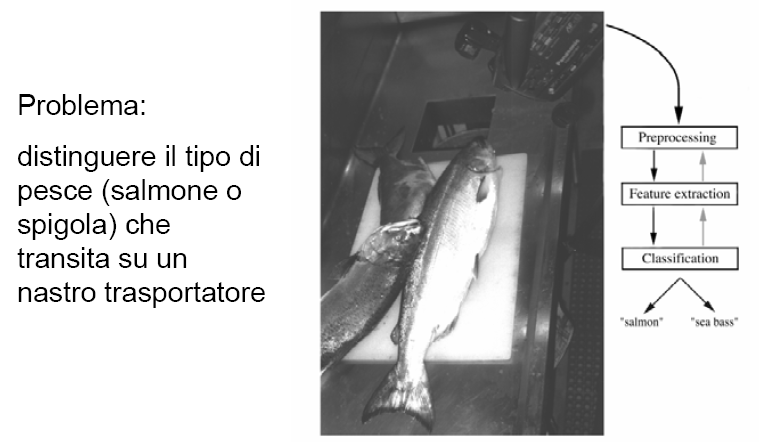 Problema:
distinguere il tipo di
pesce (salmone o
spigola) che
transita su un
nastro trasportatore
Preprocessing
Feature extraction
Classification
"salmon"
"sea bass"